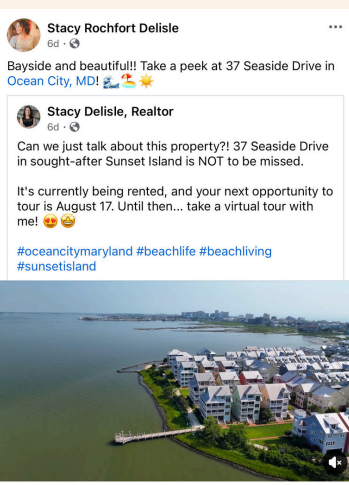 Stacy Rochfort Delisle
6d ·
Bayside and beautiful!! Take a peek at 37 Seaside Drive in
Ocean City, MD! 🌊🏖️☀️
Stacy Delisle, Realtor
6d ·
Can we just talk about this property?! 37 Seaside Drive
in sought-after Sunset Island is NOT to be missed.
It's currently being rented, and your next opportunity to
tour is August 17. Until then... take a virtual tour with
me! 😍🤩
#oceancitymaryland #beachlife #beachliving
#sunsetisland